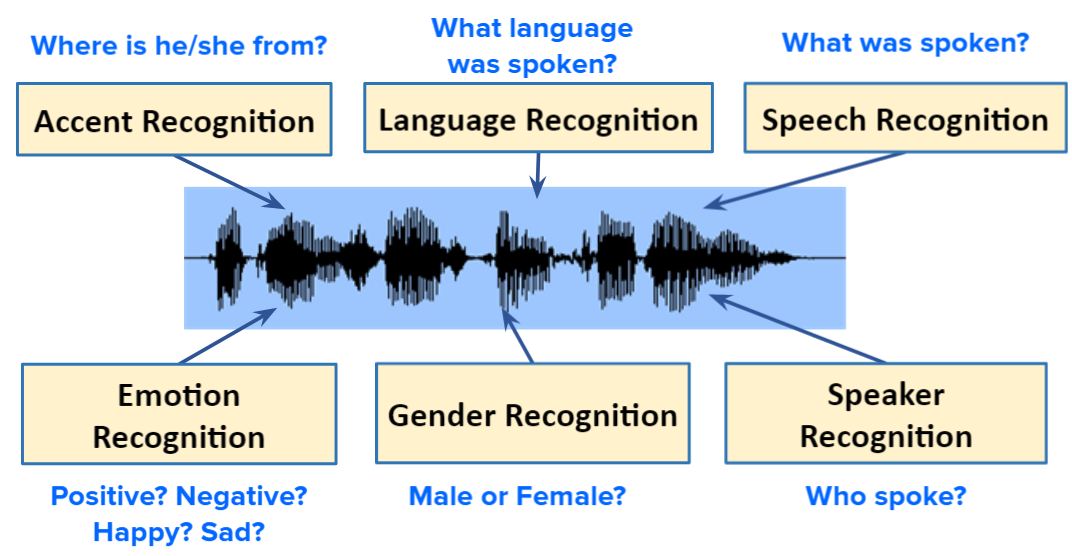 Where is he/she from?
What language
was spoken?
What was spoken?
Accent Recognition
Language Recognition
Speech Recognition
Emotion
Recognition
Gender Recognition
Speaker
Recognition
Positive? Negative?
Happy? Sad?
Male or Female?
Who spoke?